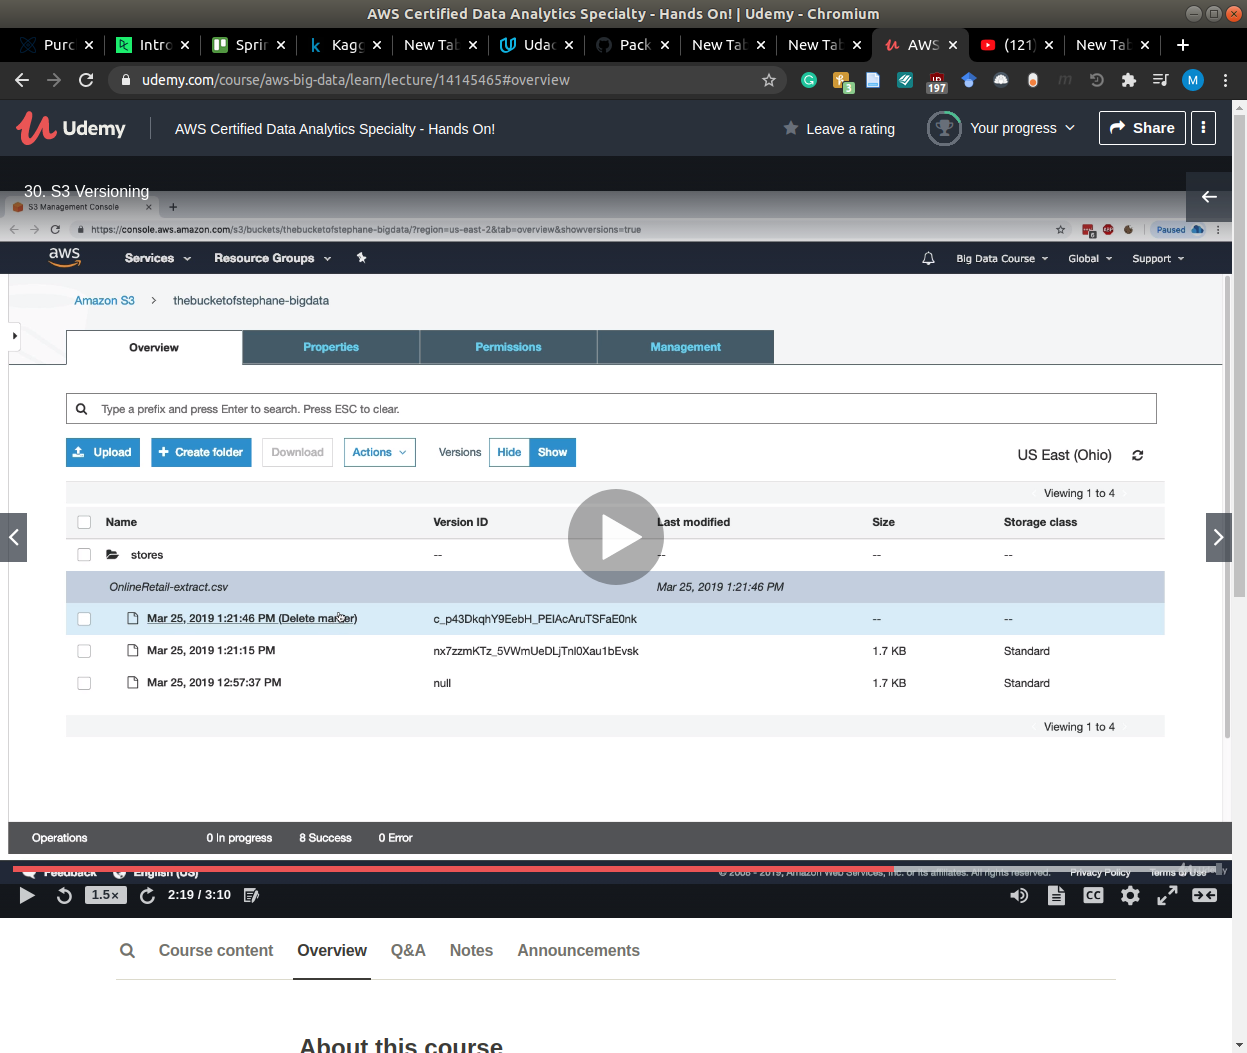 AWS Certified Data Analytics Specialty - Hands On! | Udemy - Chromium
Purc Intro Sprin Kagg New Tab Udac Pack New Tab New Tab AWS (121) New Tab
udemy.com/course/aws-big-data/learn/lecture/14145465#overview
3 197 m M
Udemy AWS Certified Data Analytics Specialty - Hands On! Leave a rating Your progress Share
30. S3 Versioning
S3 Management Console
https://console.aws.amazon.com/s3/buckets/thebucketofstephane-bigdata/?region=us-east-2&tab=overview&showversions=true Paused
aws Services Resource Groups Big Data Course Global Support
Amazon S3 > thebucketofstephane-bigdata
Overview Properties Permissions Management
Type a prefix and press Enter to search. Press ESC to clear.
Upload + Create folder Download Actions Versions Hide Show US East (Ohio)
Viewing 1 to 4
Name Version ID Last modified Size Storage class
stores -- -- -- --
OnlineRetail-extract.csv Mar 25, 2019 1:21:46 PM
Mar 25, 2019 1:21:46 PM (Delete marker) c_p43DkqhY9EebH_PEIAcAruTSFaE0nk -- --
Mar 25, 2019 1:21:15 PM nx7zzmKTz_5VWmUeDLjTnI0Xau1bEvsk 1.7 KB Standard
Mar 25, 2019 12:57:37 PM null 1.7 KB Standard
Viewing 1 to 4
Operations 0 In progress 8 Success 0 Error
Feedback English (US) © 2008 - 2019, Amazon Web Services, Inc. or its affiliates. All rights reserved. Privacy Policy Terms of Use
1.5× 2:19 / 3:10 CC
Course content Overview Q&A Notes Announcements
About this course